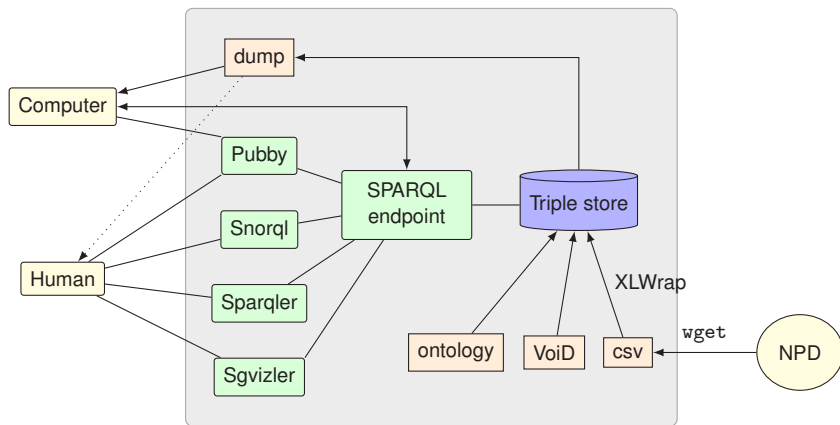 dump
Computer
Pubby
SPARQL
endpoint
Triple store
Snorql
Human
Sparqler
XLWrap
wget
ontology
VoiD
csv
NPD
Sgvizler